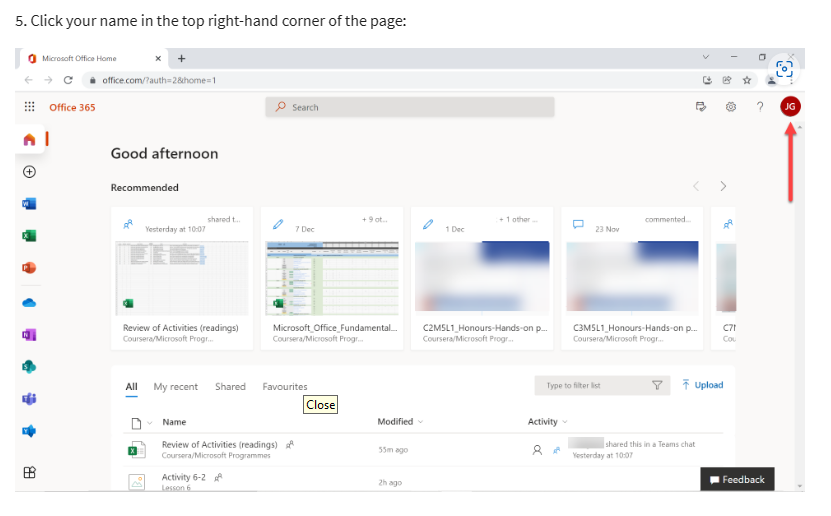 5. Click your name in the top right-hand corner of the page:
Microsoft Office Home
office.com/?auth=2&home=1
Office 365
Search
JG
Good afternoon
Recommended
shared t...
Yesterday at 10:07
+ 9 ot...
7 Dec
+ 1 other ...
1 Dec
commented...
23 Nov
Review of Activities (readings)
Coursera/Microsoft Progr...
Microsoft_Office_Fundamental...
Coursera/Microsoft Progr...
C2M5L1_Honours-Hands-on p...
Coursera/Microsoft Progr...
C3M5L1_Honours-Hands-on p...
Coursera/Microsoft Progr...
Cou
All My recent Shared Favourites
Type to filter list
Upload
Close
Name Modified Activity
Review of Activities (readings)
Coursera/Microsoft Programmes
55m ago
shared this in a Teams chat
Yesterday at 10:07
Activity 6-2
Lesson 6
2h ago
Feedback